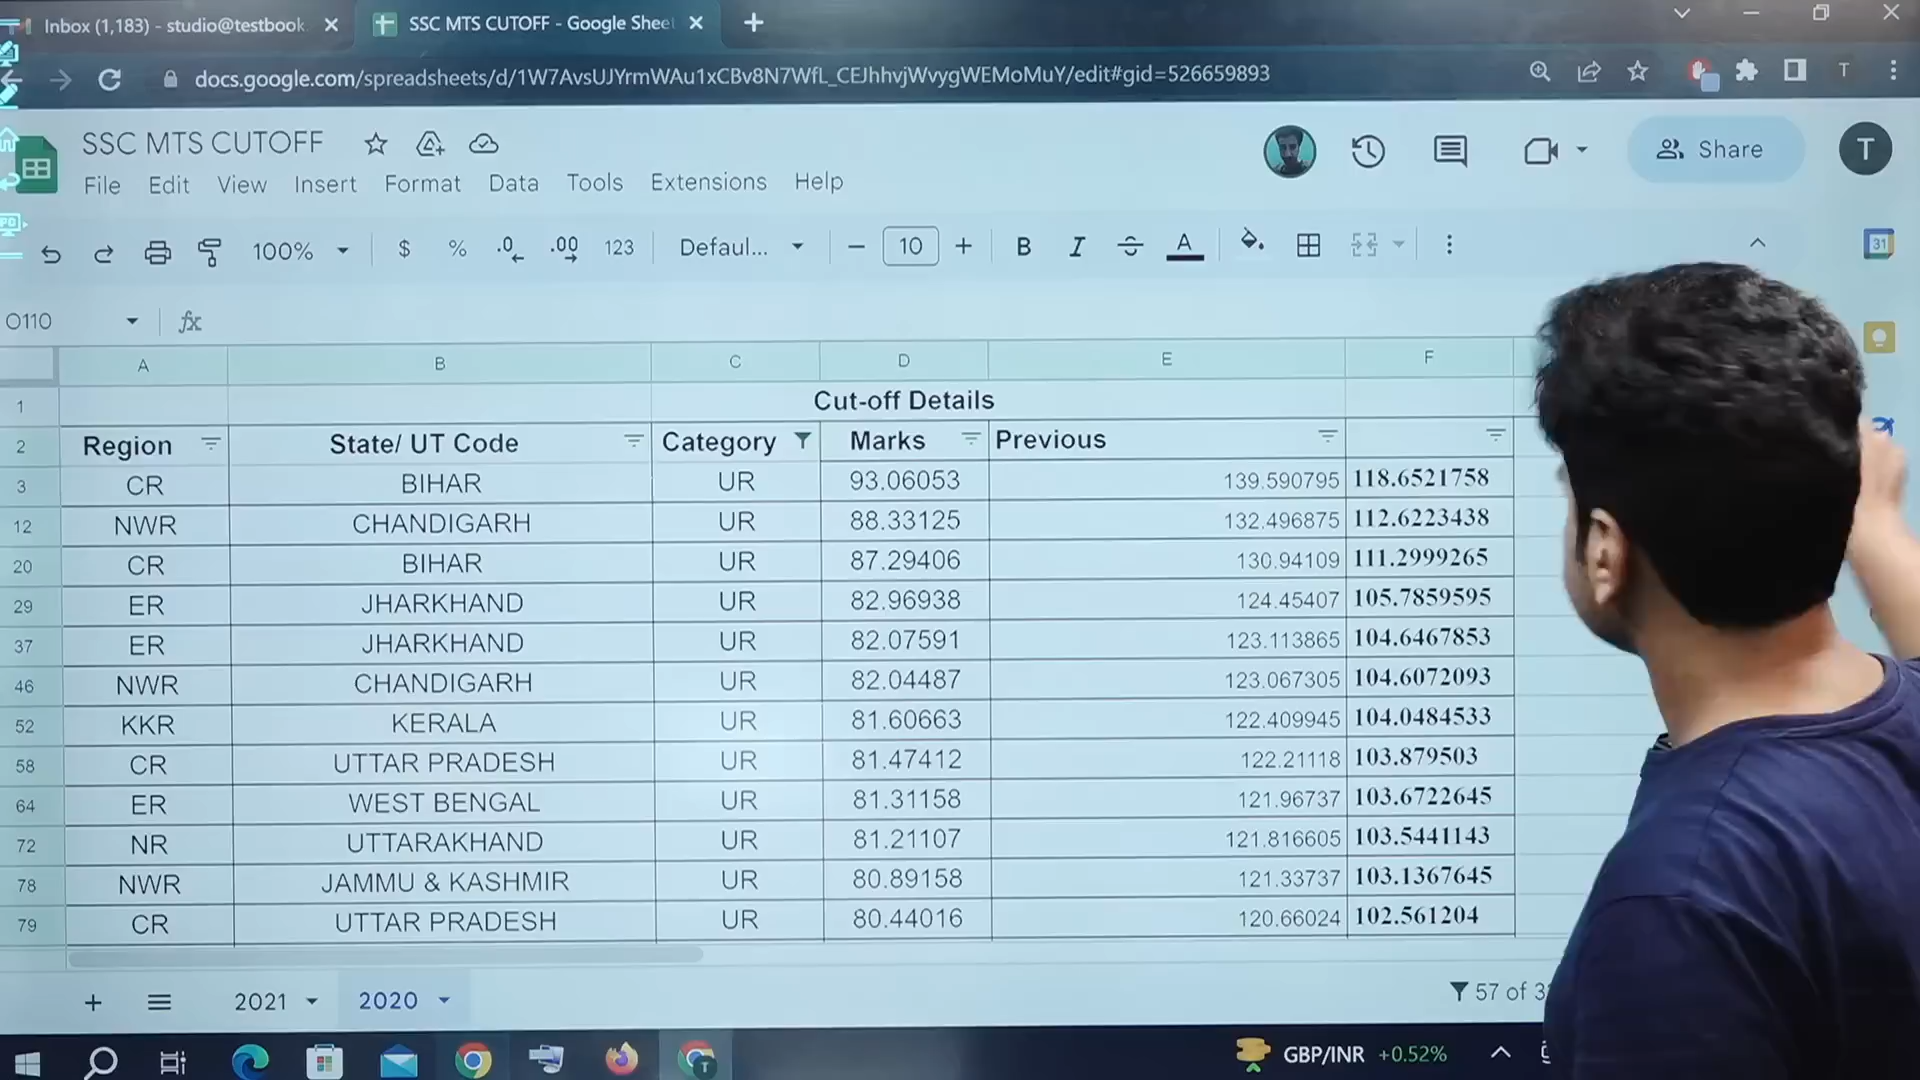 Inbox (1,183) - studio@testbook.
SSC MTS CUTOFF - Google Sheet
docs.google.com/spreadsheets/d/1W7AvsUJYrmWAu1xCBv8N7WfL_CEJhhvjWvygWEMoMuY/edit#gid=526659893
T
SSC MTS CUTOFF
Share
T
File Edit View Insert Format Data Tools Extensions Help
100% $ % .0 .00 123 Defaul... − 10 + B I S A
31
O110 fx
A B C D E F
1 Cut-off Details
2 Region State/ UT Code Category Marks Previous
3 CR BIHAR UR 93.06053 139.590795 118.6521758
12 NWR CHANDIGARH UR 88.33125 132.496875 112.6223438
20 CR BIHAR UR 87.29406 130.94109 111.2999265
29 ER JHARKHAND UR 82.96938 124.45407 105.7859595
37 ER JHARKHAND UR 82.07591 123.113865 104.6467853
46 NWR CHANDIGARH UR 82.04487 123.067305 104.6072093
52 KKR KERALA UR 81.60663 122.409945 104.0484533
58 CR UTTAR PRADESH UR 81.47412 122.21118 103.879503
64 ER WEST BENGAL UR 81.31158 121.96737 103.6722645
72 NR UTTARAKHAND UR 81.21107 121.816605 103.5441143
78 NWR JAMMU & KASHMIR UR 80.89158 121.33737 103.1367645
79 CR UTTAR PRADESH UR 80.44016 120.66024 102.561204
+ 2021 2020 57 of 3
T GBP/INR +0.52%